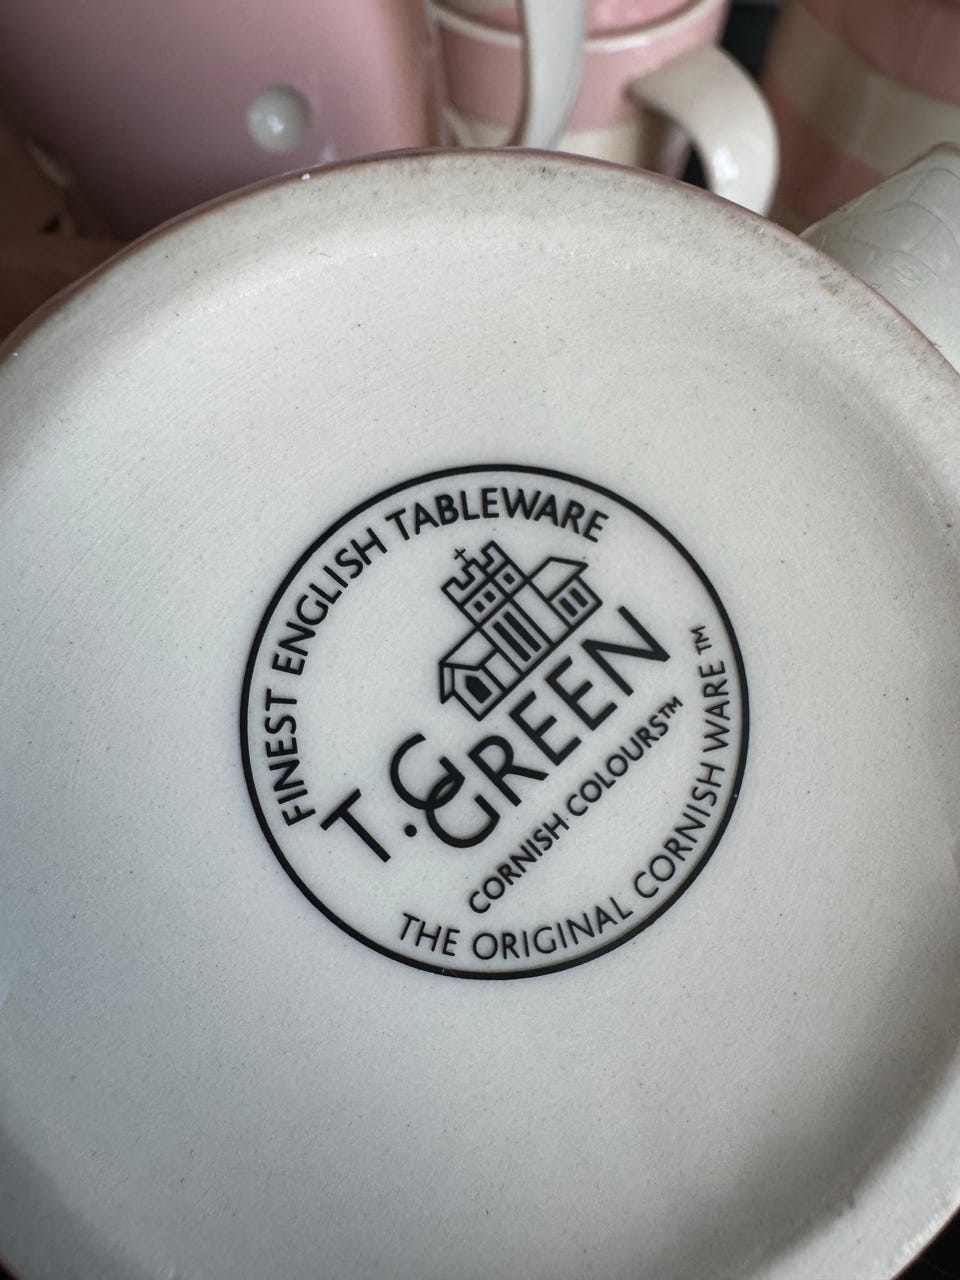 FINEST ENGLISH TABLEWARE
T.G GREEN
CORNISH COLOURS™
THE ORIGINAL CORNISH WARE™